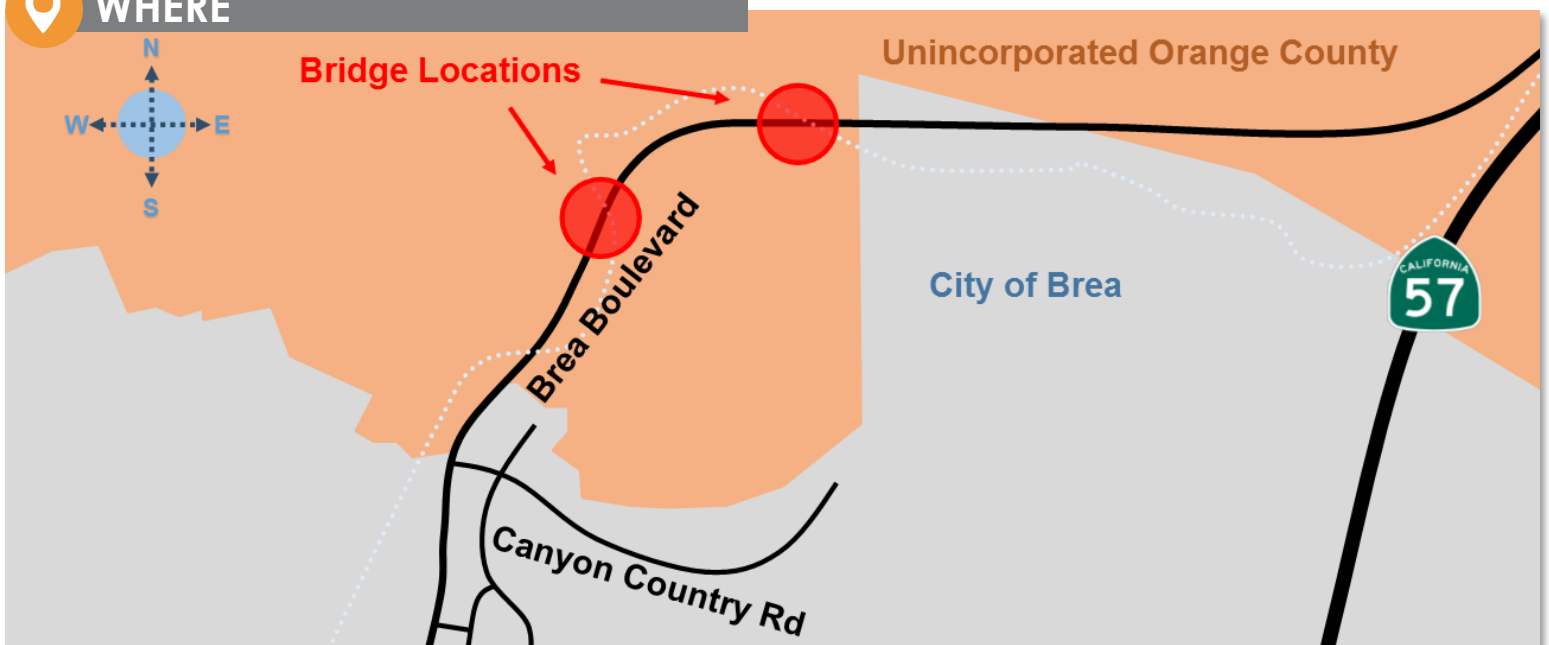 WHERE
N
W
E
S
Bridge Locations
Unincorporated Orange County
Brea Boulevard
City of Brea
CALIFORNIA
57
Canyon Country Rd